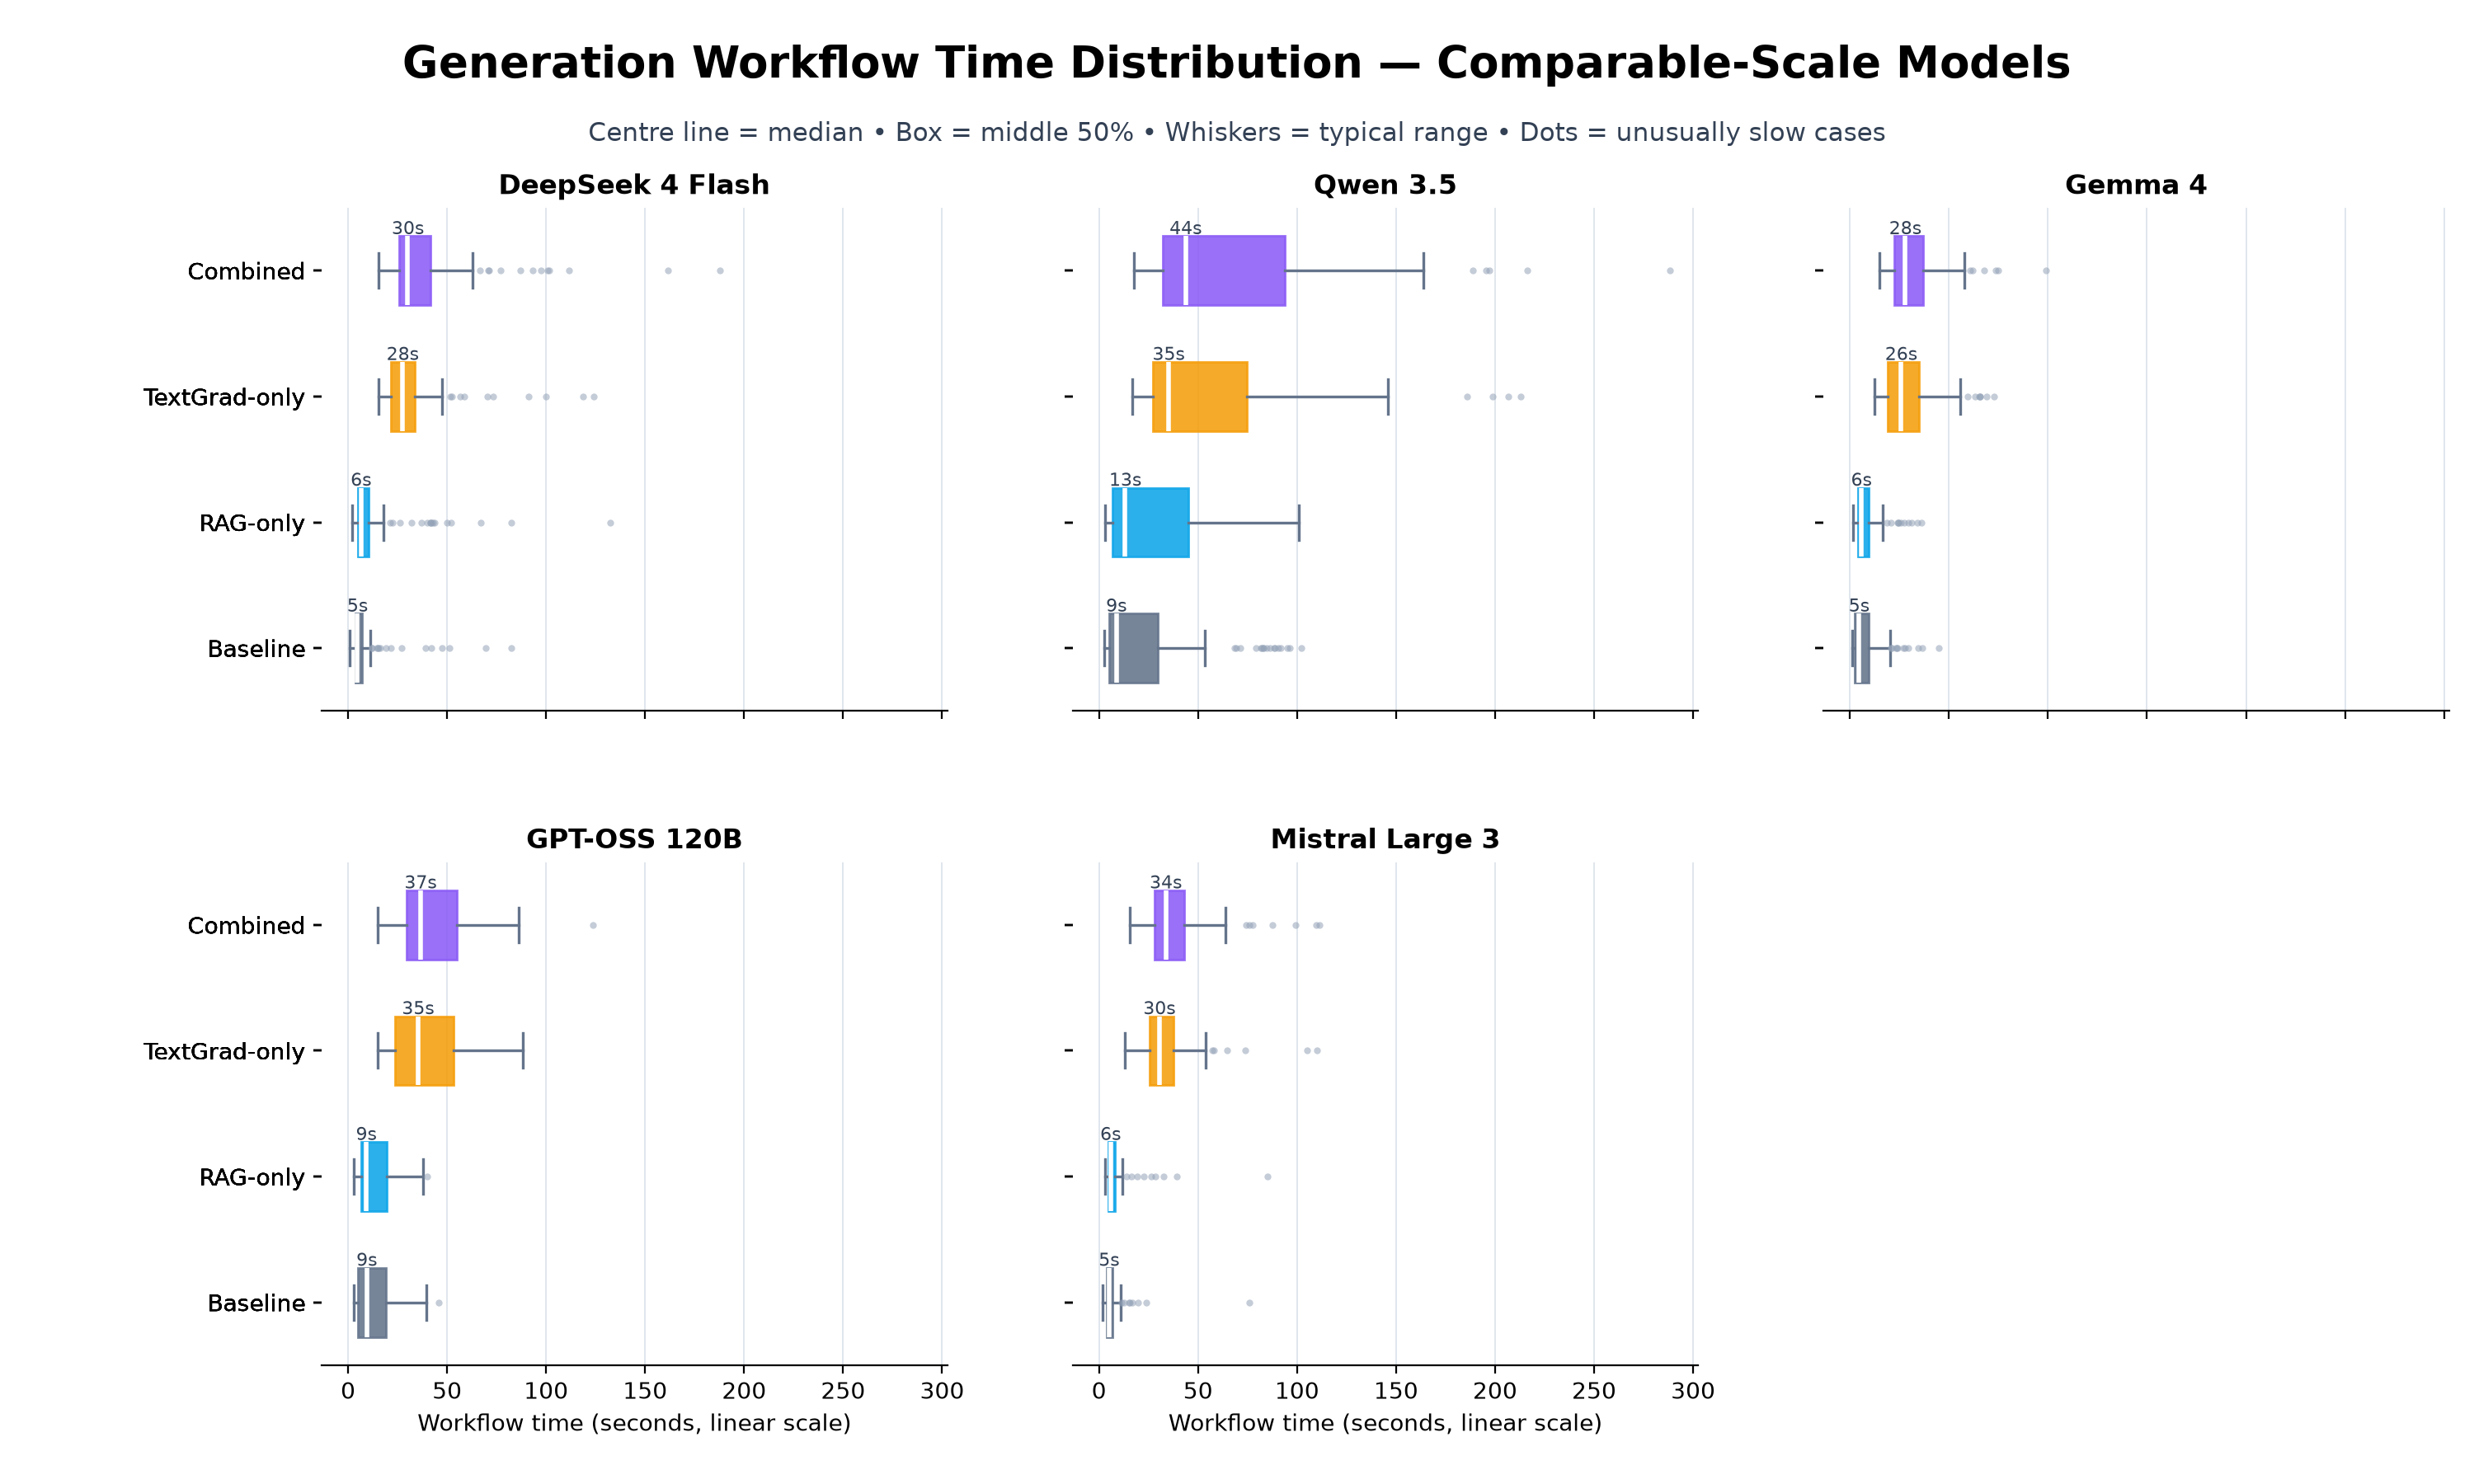 Generation Workflow Time Distribution — Comparable-Scale Models
Centre line = median • Box = middle 50% • Whiskers = typical range • Dots = unusually slow cases
DeepSeek 4 Flash
Combined
30s
TextGrad-only
28s
RAG-only
6s
Baseline
5s
Qwen 3.5
44s
35s
13s
9s
Gemma 4
28s
26s
6s
5s
GPT-OSS 120B
Combined
37s
TextGrad-only
35s
RAG-only
9s
Baseline
9s
0 50 100 150 200 250 300
Workflow time (seconds, linear scale)
Mistral Large 3
34s
30s
6s
5s
0 50 100 150 200 250 300
Workflow time (seconds, linear scale)